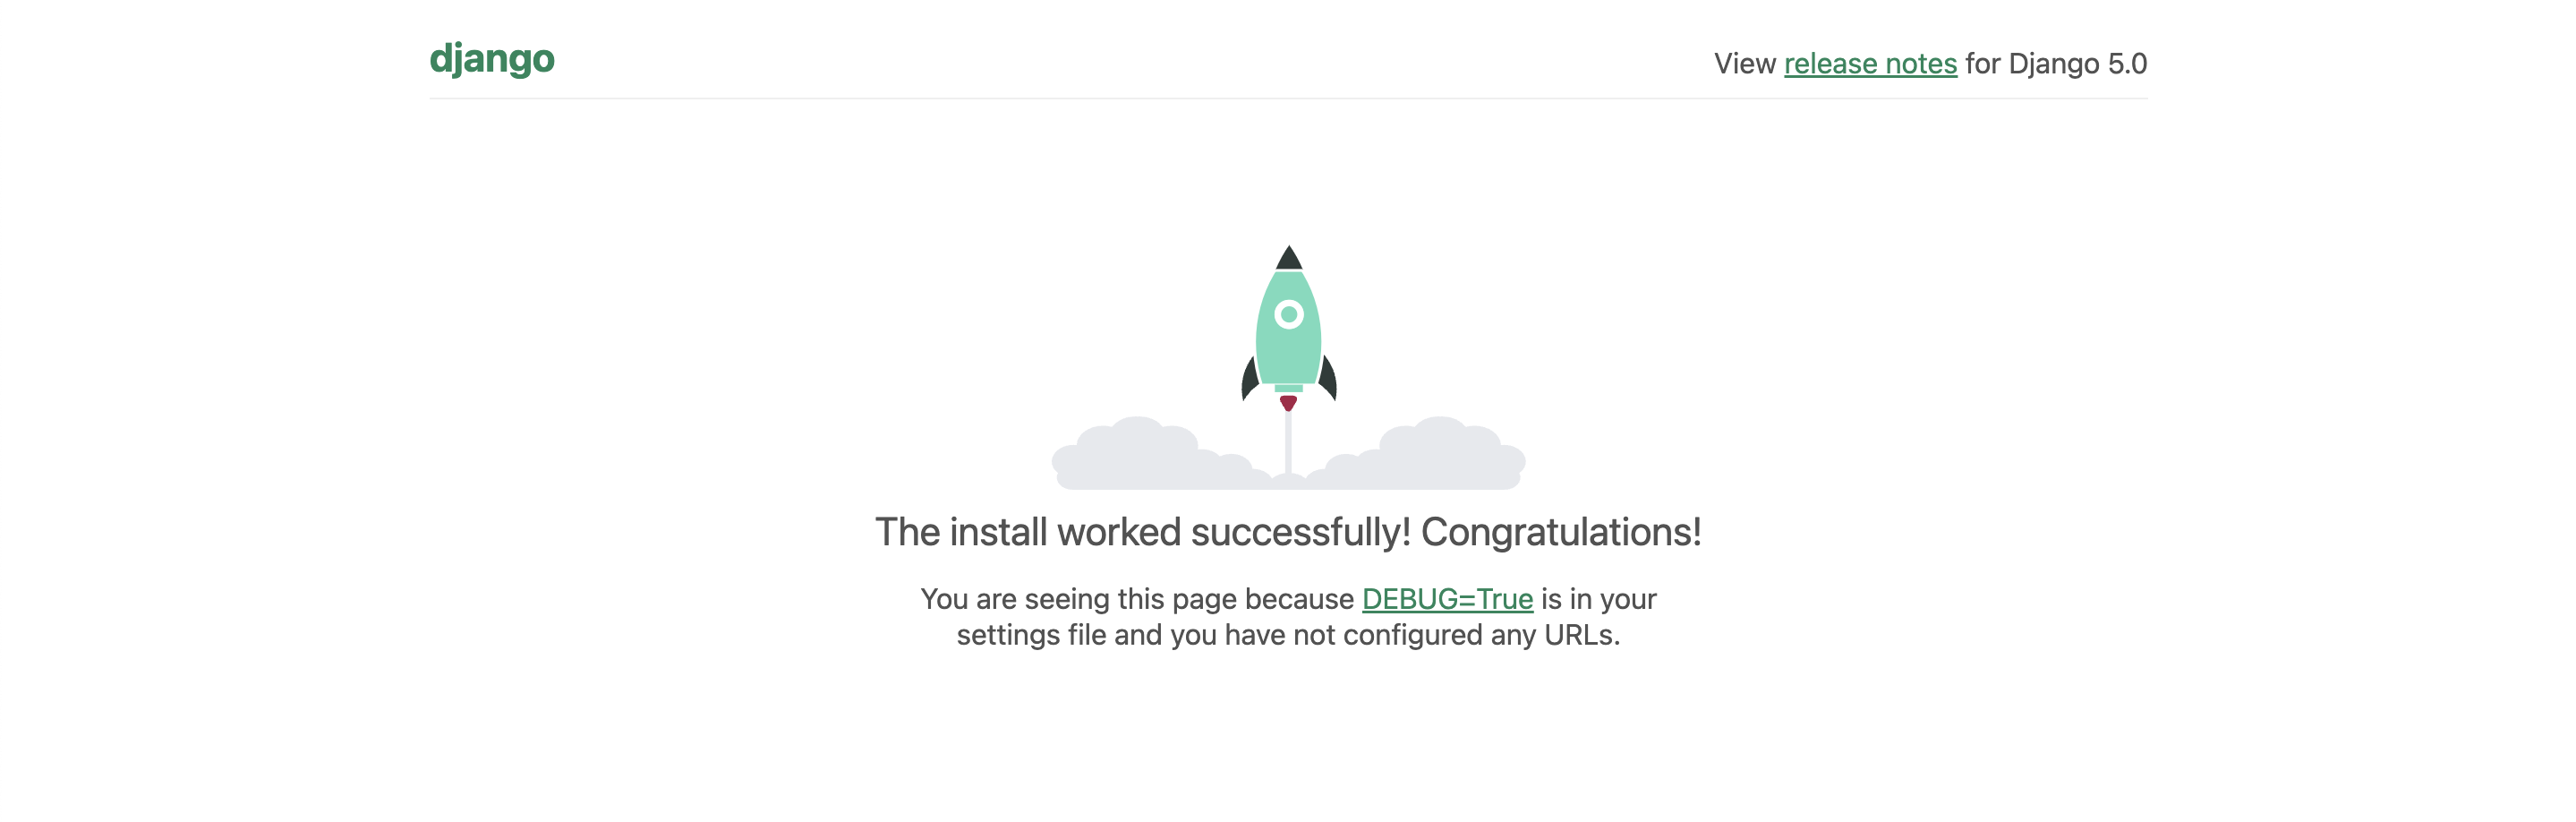 django
View release notes for Django 5.0
The install worked successfully! Congratulations!
You are seeing this page because DEBUG=True is in your
settings file and you have not configured any URLs.